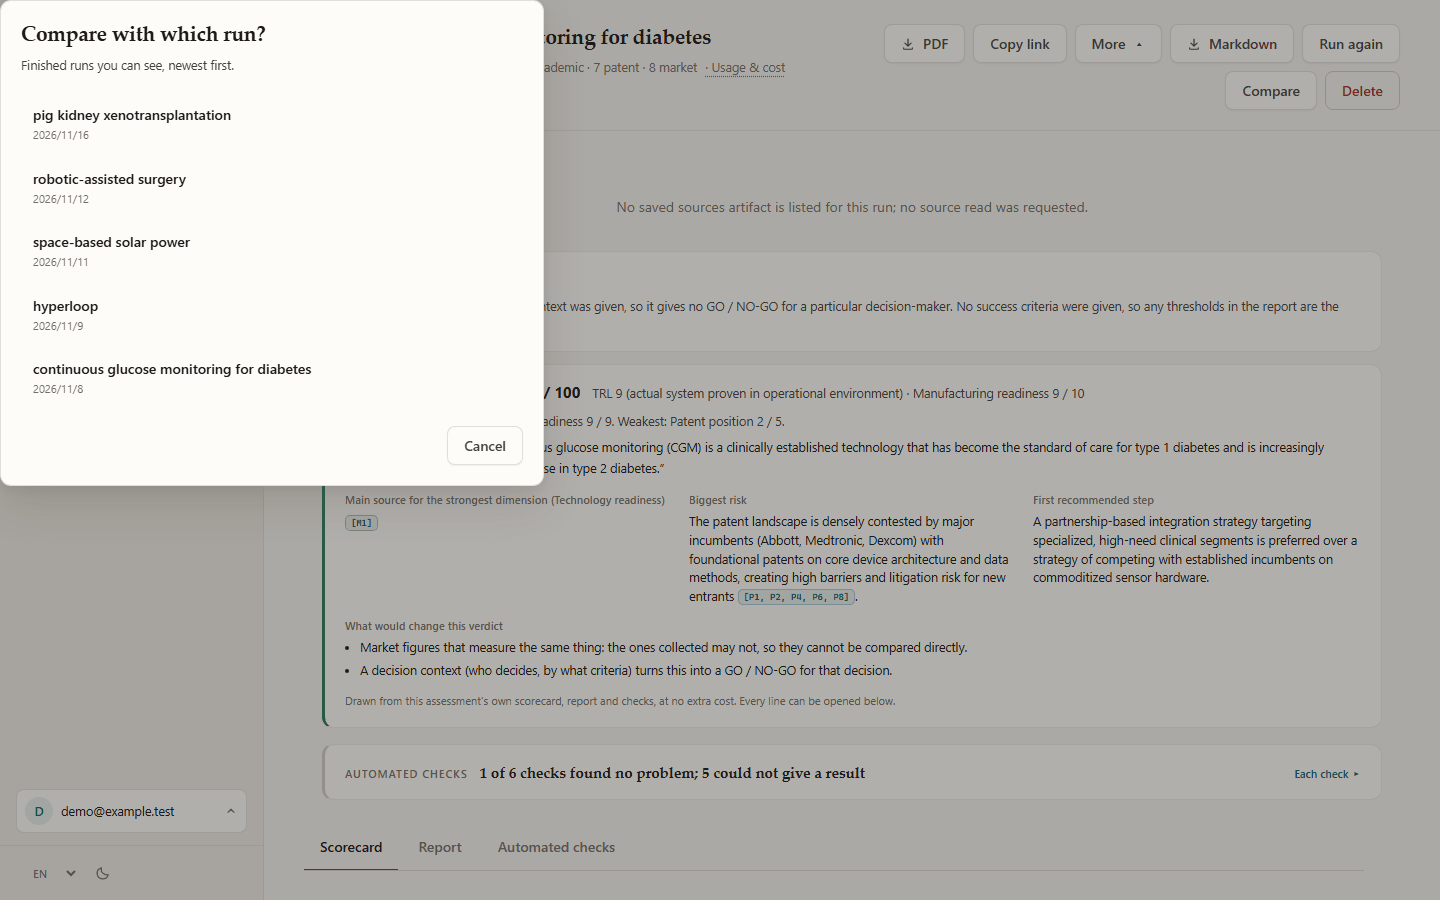 Compare with which run?
Finished runs you can see, newest first.
pig kidney xenotransplantation
2026/11/16
robotic-assisted surgery
2026/11/12
space-based solar power
2026/11/11
hyperloop
2026/11/9
continuous glucose monitoring for diabetes
2026/11/8
Cancel
oring for diabetes
ademic · 7 patent · 8 market · Usage & cost
PDF
Copy link
More
Markdown
Run again
Compare
Delete
No saved sources artifact is listed for this run; no source read was requested.
text was given, so it gives no GO / NO-GO for a particular decision-maker. No success criteria were given, so any thresholds in the report are the
/ 100 TRL 9 (actual system proven in operational environment) · Manufacturing readiness 9 / 10
adiness 9 / 9. Weakest: Patent position 2 / 5.
us glucose monitoring (CGM) is a clinically established technology that has become the standard of care for type 1 diabetes and is increasingly
se in type 2 diabetes.”
Main source for the strongest dimension (Technology readiness)
[M1]
Biggest risk
The patent landscape is densely contested by major
incumbents (Abbott, Medtronic, Dexcom) with
foundational patents on core device architecture and data
methods, creating high barriers and litigation risk for new
entrants [P1, P2, P4, P6, P8].
First recommended step
A partnership-based integration strategy targeting
specialized, high-need clinical segments is preferred over a
strategy of competing with established incumbents on
commoditized sensor hardware.
What would change this verdict
• Market figures that measure the same thing: the ones collected may not, so they cannot be compared directly.
• A decision context (who decides, by what criteria) turns this into a GO / NO-GO for that decision.
Drawn from this assessment's own scorecard, report and checks, at no extra cost. Every line can be opened below.
AUTOMATED CHECKS 1 of 6 checks found no problem; 5 could not give a result
Each check
Scorecard
Report
Automated checks
D demo@example.test
EN